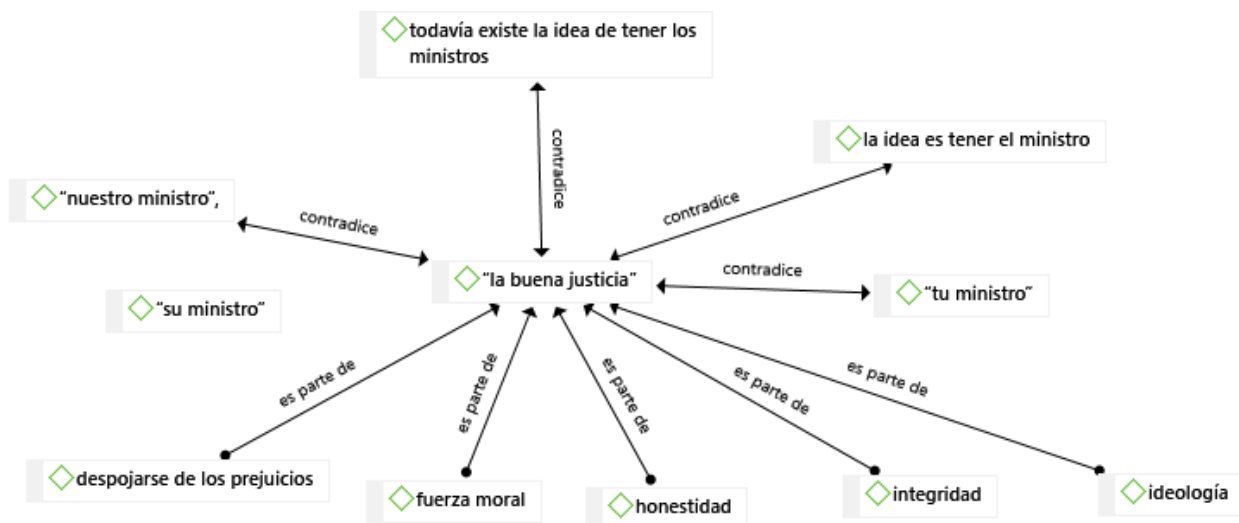 todavía existe la idea de tener los
ministros
contradice
la idea es tener el ministro
"nuestro ministro",
contradice
contradice
"la buena justicia"
contradice
"tu ministro"
"su ministro"
es parte de
es parte de
es parte de
es parte de
es parte de
despojarse de los prejuicios
fuerza moral
honestidad
integridad
ideología